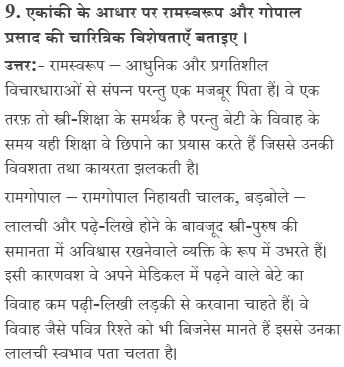 9. एकांकी के आधार पर रामस्वरूप और गोपाल
प्रसाद की चारित्रिक विशेषताएँ बताइए।
उत्तर:- रामस्वरूप – आधुनिक और प्रगतिशील
विचारधाराओं से संपन्न परन्तु एक मजबूर पिता हैं। वे एक
तरफ़ तो स्त्री-शिक्षा के समर्थक है परन्तु बेटी के विवाह के
समय यही शिक्षा वे छिपाने का प्रयास करते हैं जिससे उनकी
विवशता तथा कायरता झलकती है।
रामगोपाल – रामगोपाल निहायती चालक, बड़बोले –
लालची और पढ़े-लिखे होने के बावजूद स्त्री-पुरुष की
समानता में अविश्वास रखनेवाले व्यक्ति के रूप में उभरते हैं।
इसी कारणवश वे अपने मेडिकल में पढ़ने वाले बेटे का
विवाह कम पढ़ी-लिखी लड़की से करवाना चाहते हैं। वे
विवाह जैसे पवित्र रिश्ते को भी बिजनेस मानते हैं इससे उनका
लालची स्वभाव पता चलता है।